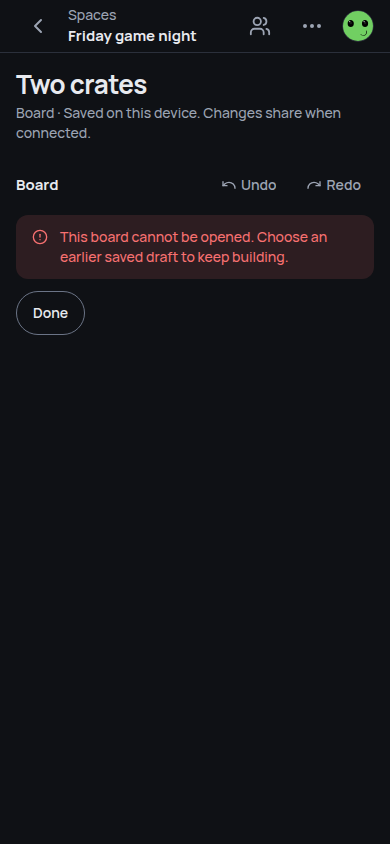 Spaces
Friday game night
Two crates
Board · Saved on this device. Changes share when
connected.
Board
Undo
Redo
This board cannot be opened. Choose an
earlier saved draft to keep building.
Done